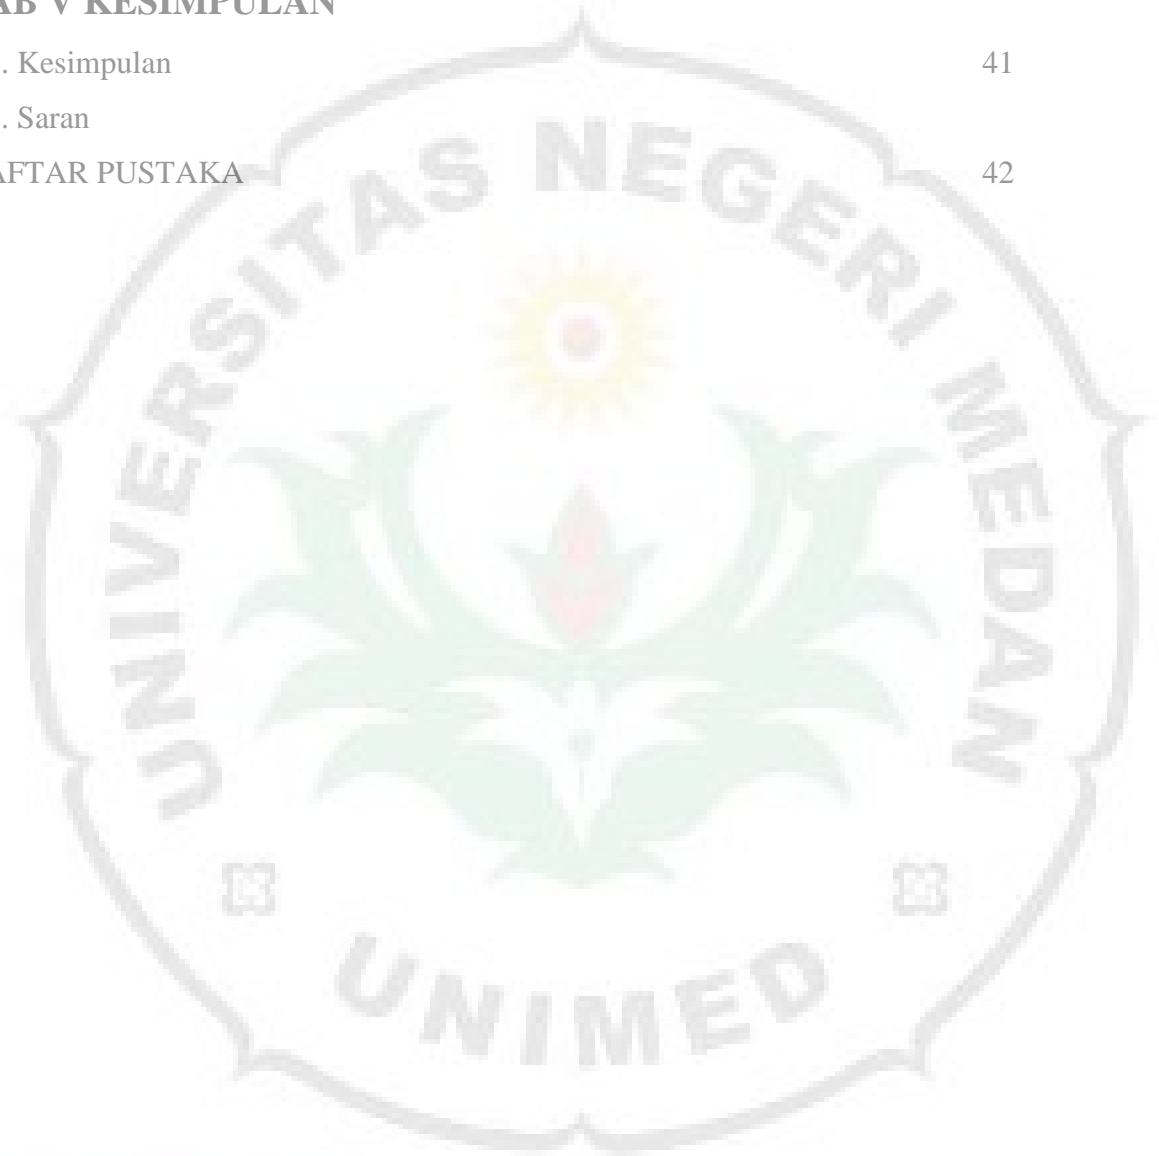 AB V KESIMPULAN
. Kesimpulan 41
. Saran
AFTAR PUSTAKA 42
UNIVERSITAS NEGERI MEDAN
UNIMED